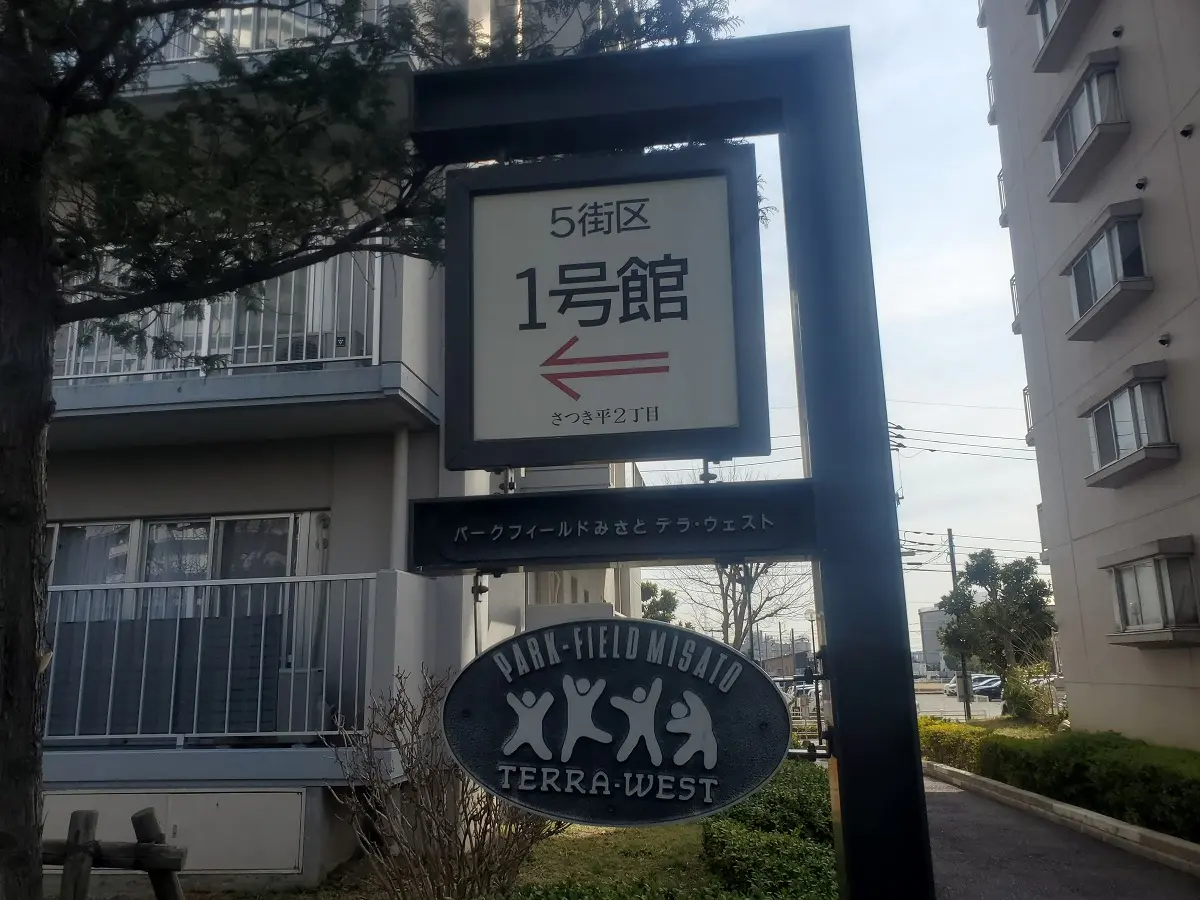 5街区
1号館
さつき平2丁目
パークフィールドみさと テラ・ウェスト
PARK-FIELD MISATO
TERRA・WEST